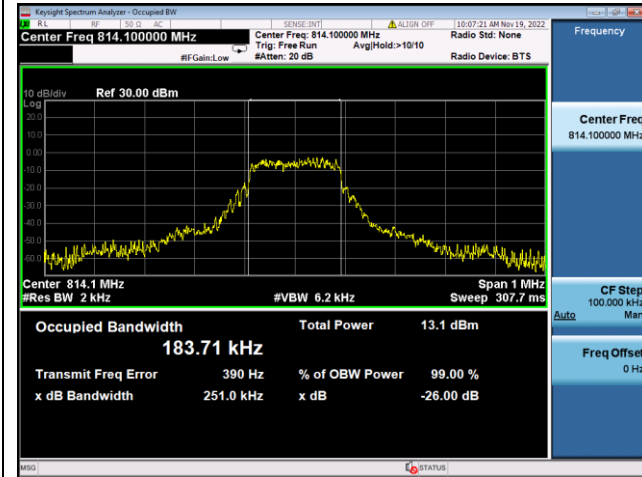 Keysight Spectrum Analyzer - Occupied BW
RL RF 50 Ω AC SENSE:INT ALIGN OFF 10:07:21 AM Nov 19, 2022
Center Freq 814.100000 MHz Center Freq: 814.100000 MHz Radio Std: None
Trig: Free Run Avg|Hold:>10/10
#IFGain:Low #Atten: 20 dB Radio Device: BTS
Frequency
10 dB/div Ref 30.00 dBm
Log
20.0
10.0
0.00
-10.0
-20.0
-30.0
-40.0
-50.0
-60.0
Center 814.1 MHz Span 1 MHz
#Res BW 2 kHz #VBW 6.2 kHz Sweep 307.7 ms
Center Freq
814.100000 MHz
CF Step
100.000 kHz
Auto Man
Freq Offset
0 Hz
Occupied Bandwidth Total Power 13.1 dBm
183.71 kHz
Transmit Freq Error 390 Hz % of OBW Power 99.00 %
x dB Bandwidth 251.0 kHz x dB -26.00 dB
MSG STATUS